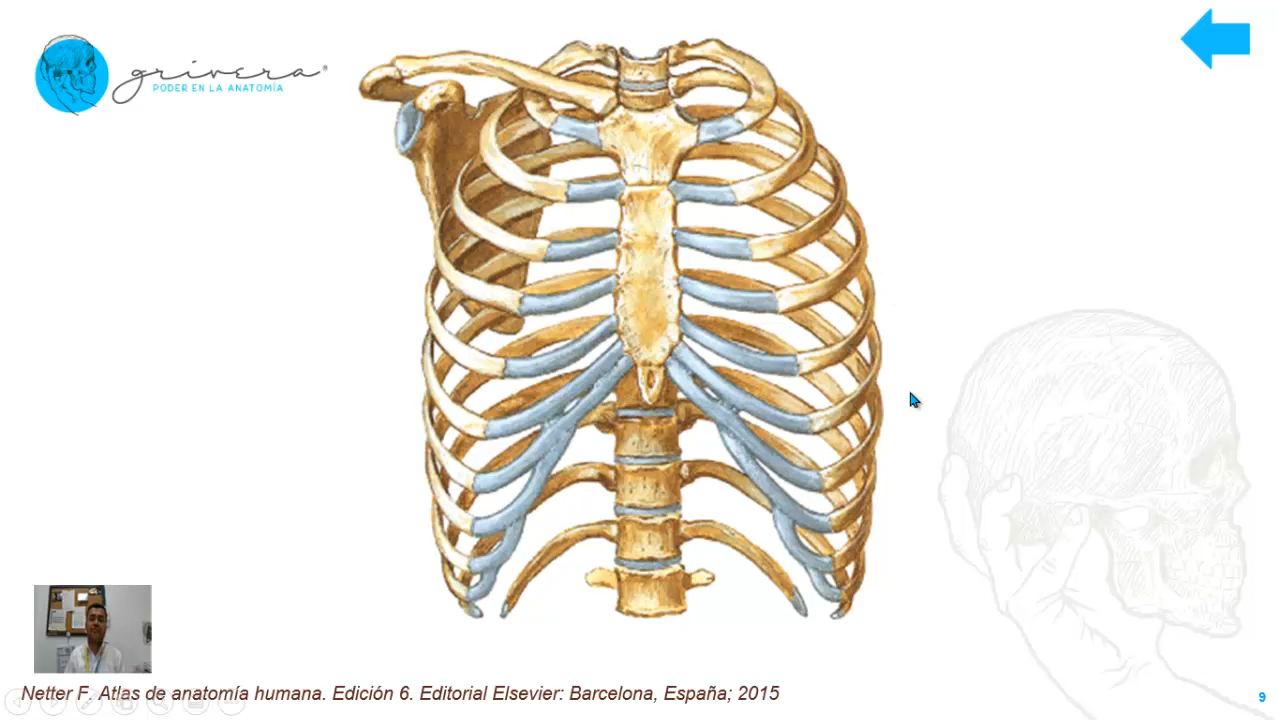 grivera®
PODER EN LA ANATOMÍA
Netter F. Atlas de anatomía humana. Edición 6. Editorial Elsevier: Barcelona, España; 2015
9